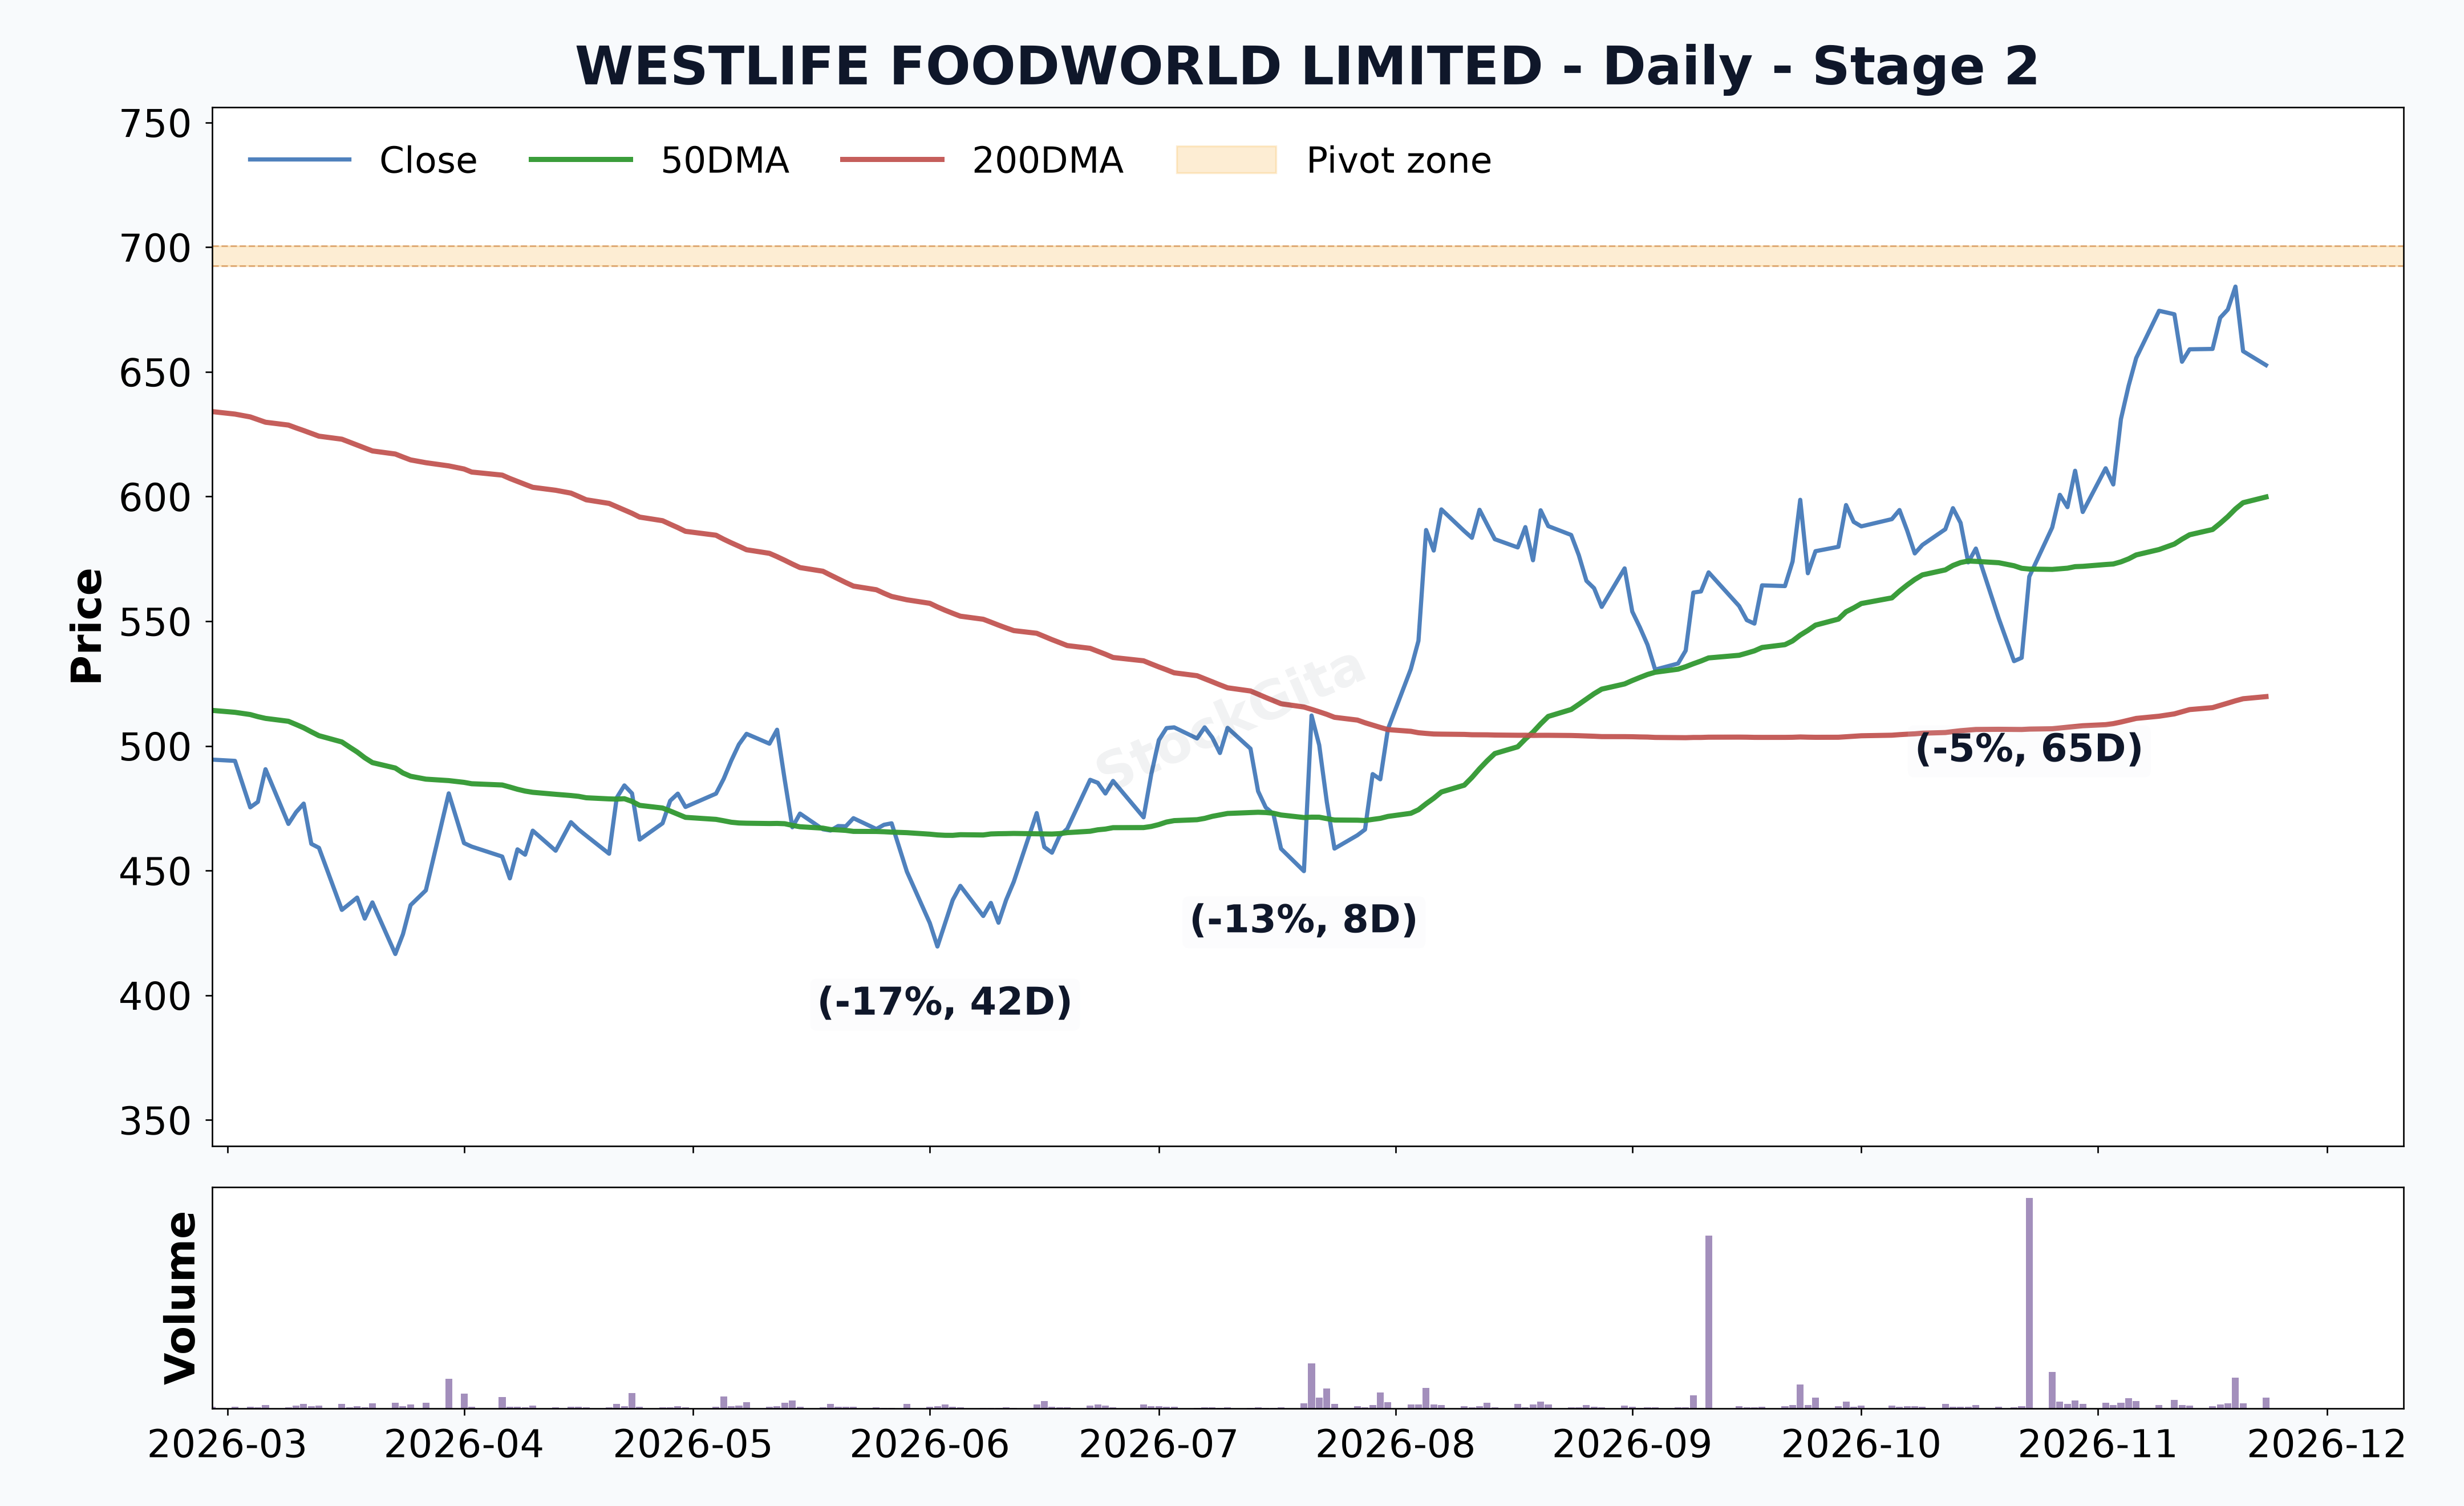 WESTLIFE FOODWORLD LIMITED - Daily - Stage 2
Close 50DMA 200DMA Pivot zone
Price
750
700
650
600
550
500
450
400
350
StockGita
(-5%, 65D)
(-13%, 8D)
(-17%, 42D)
Volume
2026-03 2026-04 2026-05 2026-06 2026-07 2026-08 2026-09 2026-10 2026-11 2026-12